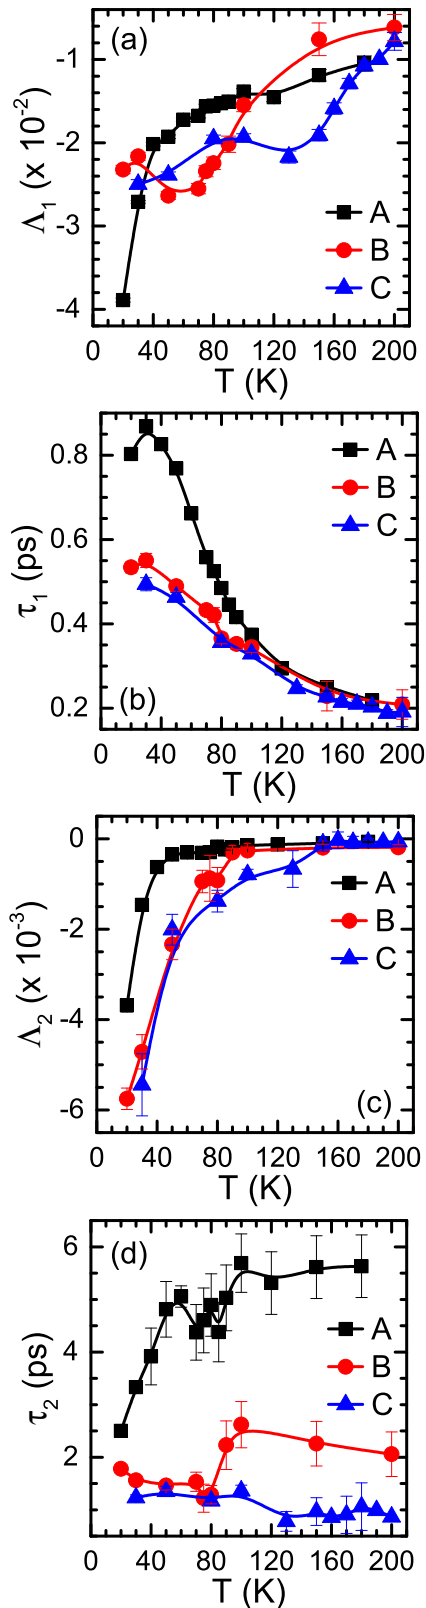 (a)
-1
-2
-3
-4
Λ₁ (x 10⁻²)
A
B
C
0 40 80 120 160 200
T (K)
0.8
0.6
0.4
0.2
τ₁ (ps)
A
B
C
(b)
0 40 80 120 160 200
T (K)
0
-2
-4
-6
Λ₂ (x 10⁻³)
A
B
C
(c)
0 40 80 120 160 200
T (K)
(d)
6
4
2
τ₂ (ps)
A
B
C
0 40 80 120 160 200
T (K)